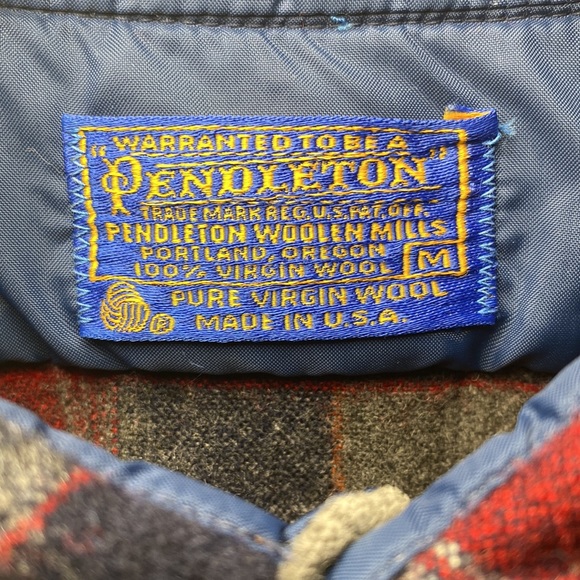 "WARRANTED TO BE A
PENDLETON"
TRADE MARK REG. U.S. PAT. OFF.
PENDLETON WOOLEN MILLS
PORTLAND, OREGON
100% VIRGIN WOOL M
® PURE VIRGIN WOOL
MADE IN U.S.A.